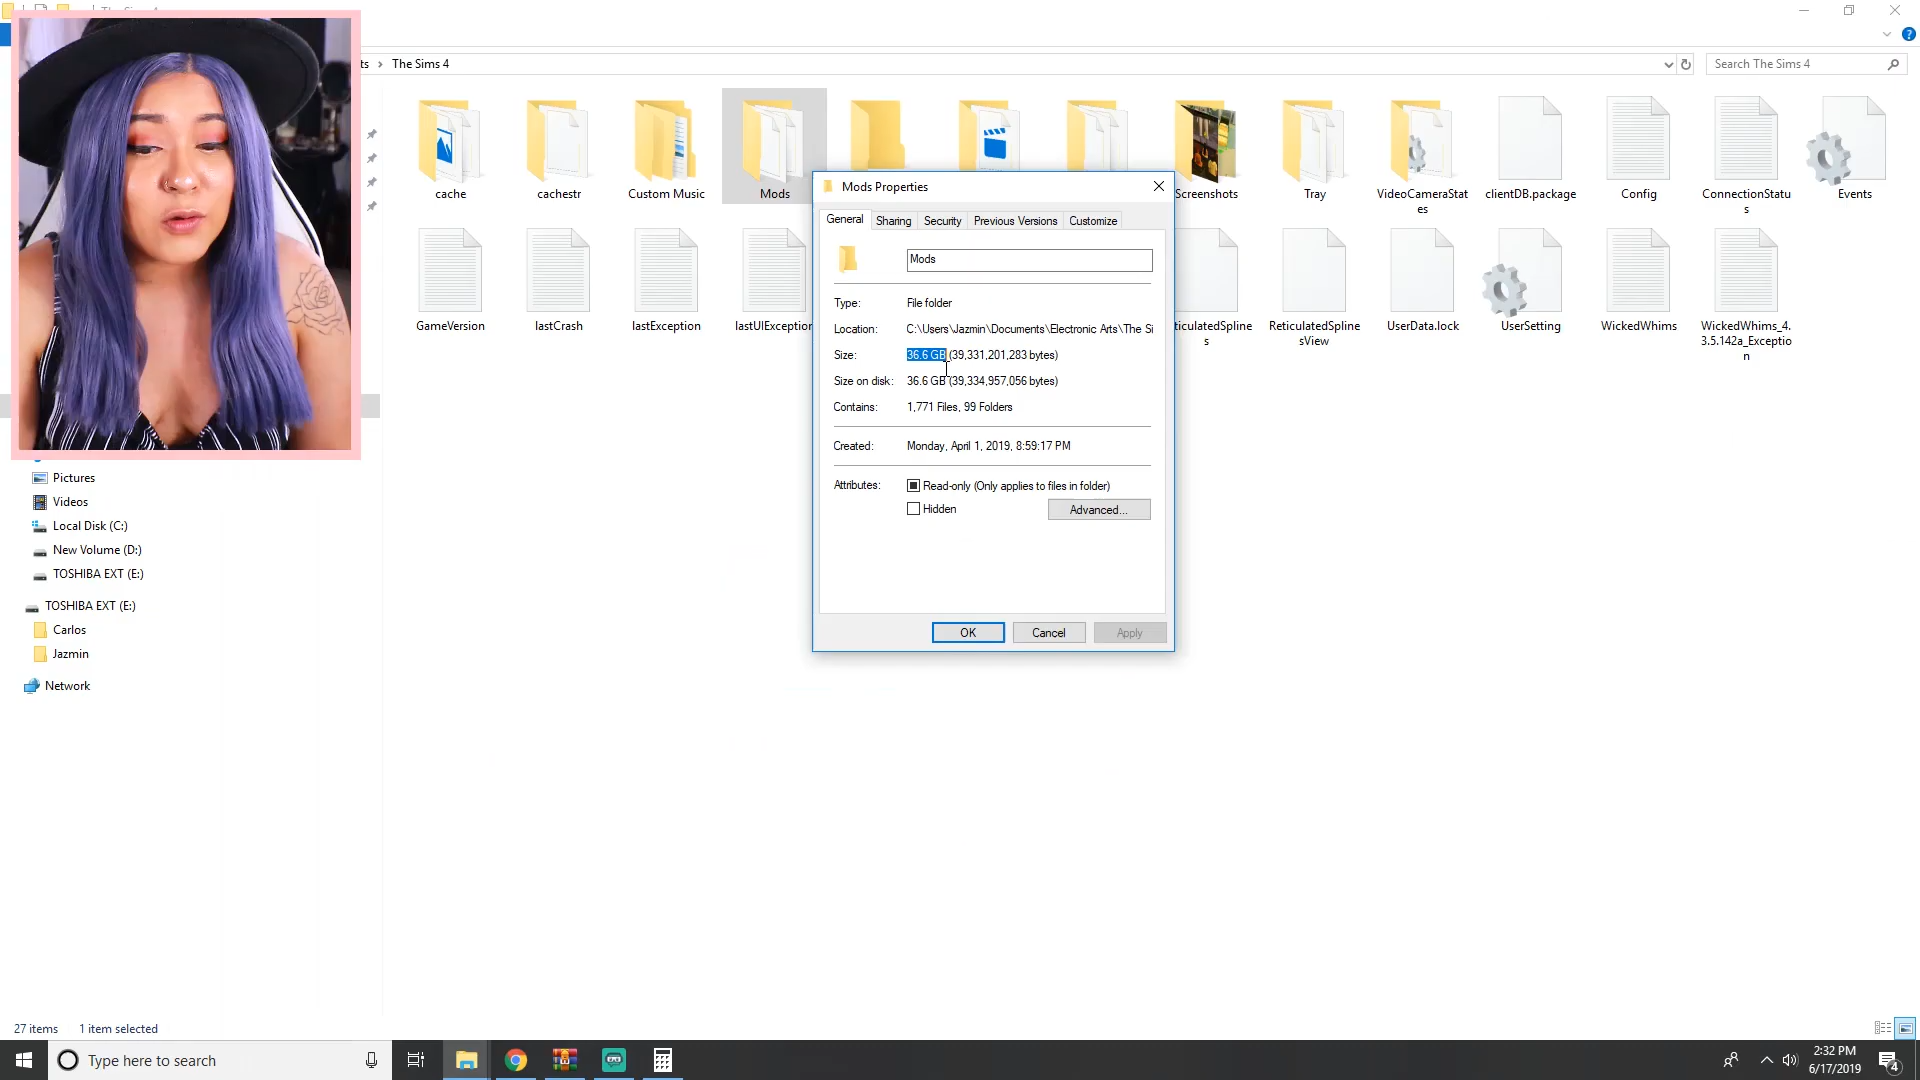 ts > The Sims 4
Search The Sims 4
cache
cachestr
Custom Music
Mods
Screenshots
Tray
VideoCameraStat
es
clientDB.package
Config
ConnectionStatu
s
Events
GameVersion
lastCrash
lastException
lastUIException
ticulatedSpline
s
ReticulatedSpline
sView
UserData.lock
UserSetting
WickedWhims
WickedWhims_4.
3.5.142a_Exceptio
n
Mods Properties
General
Sharing
Security
Previous Versions
Customize
Mods
Type: File folder
Location: C:\Users\Jazmin\Documents\Electronic Arts\The Si
Size: 36.6 GB (39,331,201,283 bytes)
Size on disk: 36.6 GB (39,334,957,056 bytes)
Contains: 1,771 Files, 99 Folders
Created: Monday, April 1, 2019, 8:59:17 PM
Attributes: Read-only (Only applies to files in folder)
Hidden
Advanced...
OK
Cancel
Apply
Pictures
Videos
Local Disk (C:)
New Volume (D:)
TOSHIBA EXT (E:)
TOSHIBA EXT (E:)
Carlos
Jazmin
Network
27 items 1 item selected
Type here to search
2:32 PM
6/17/2019
4